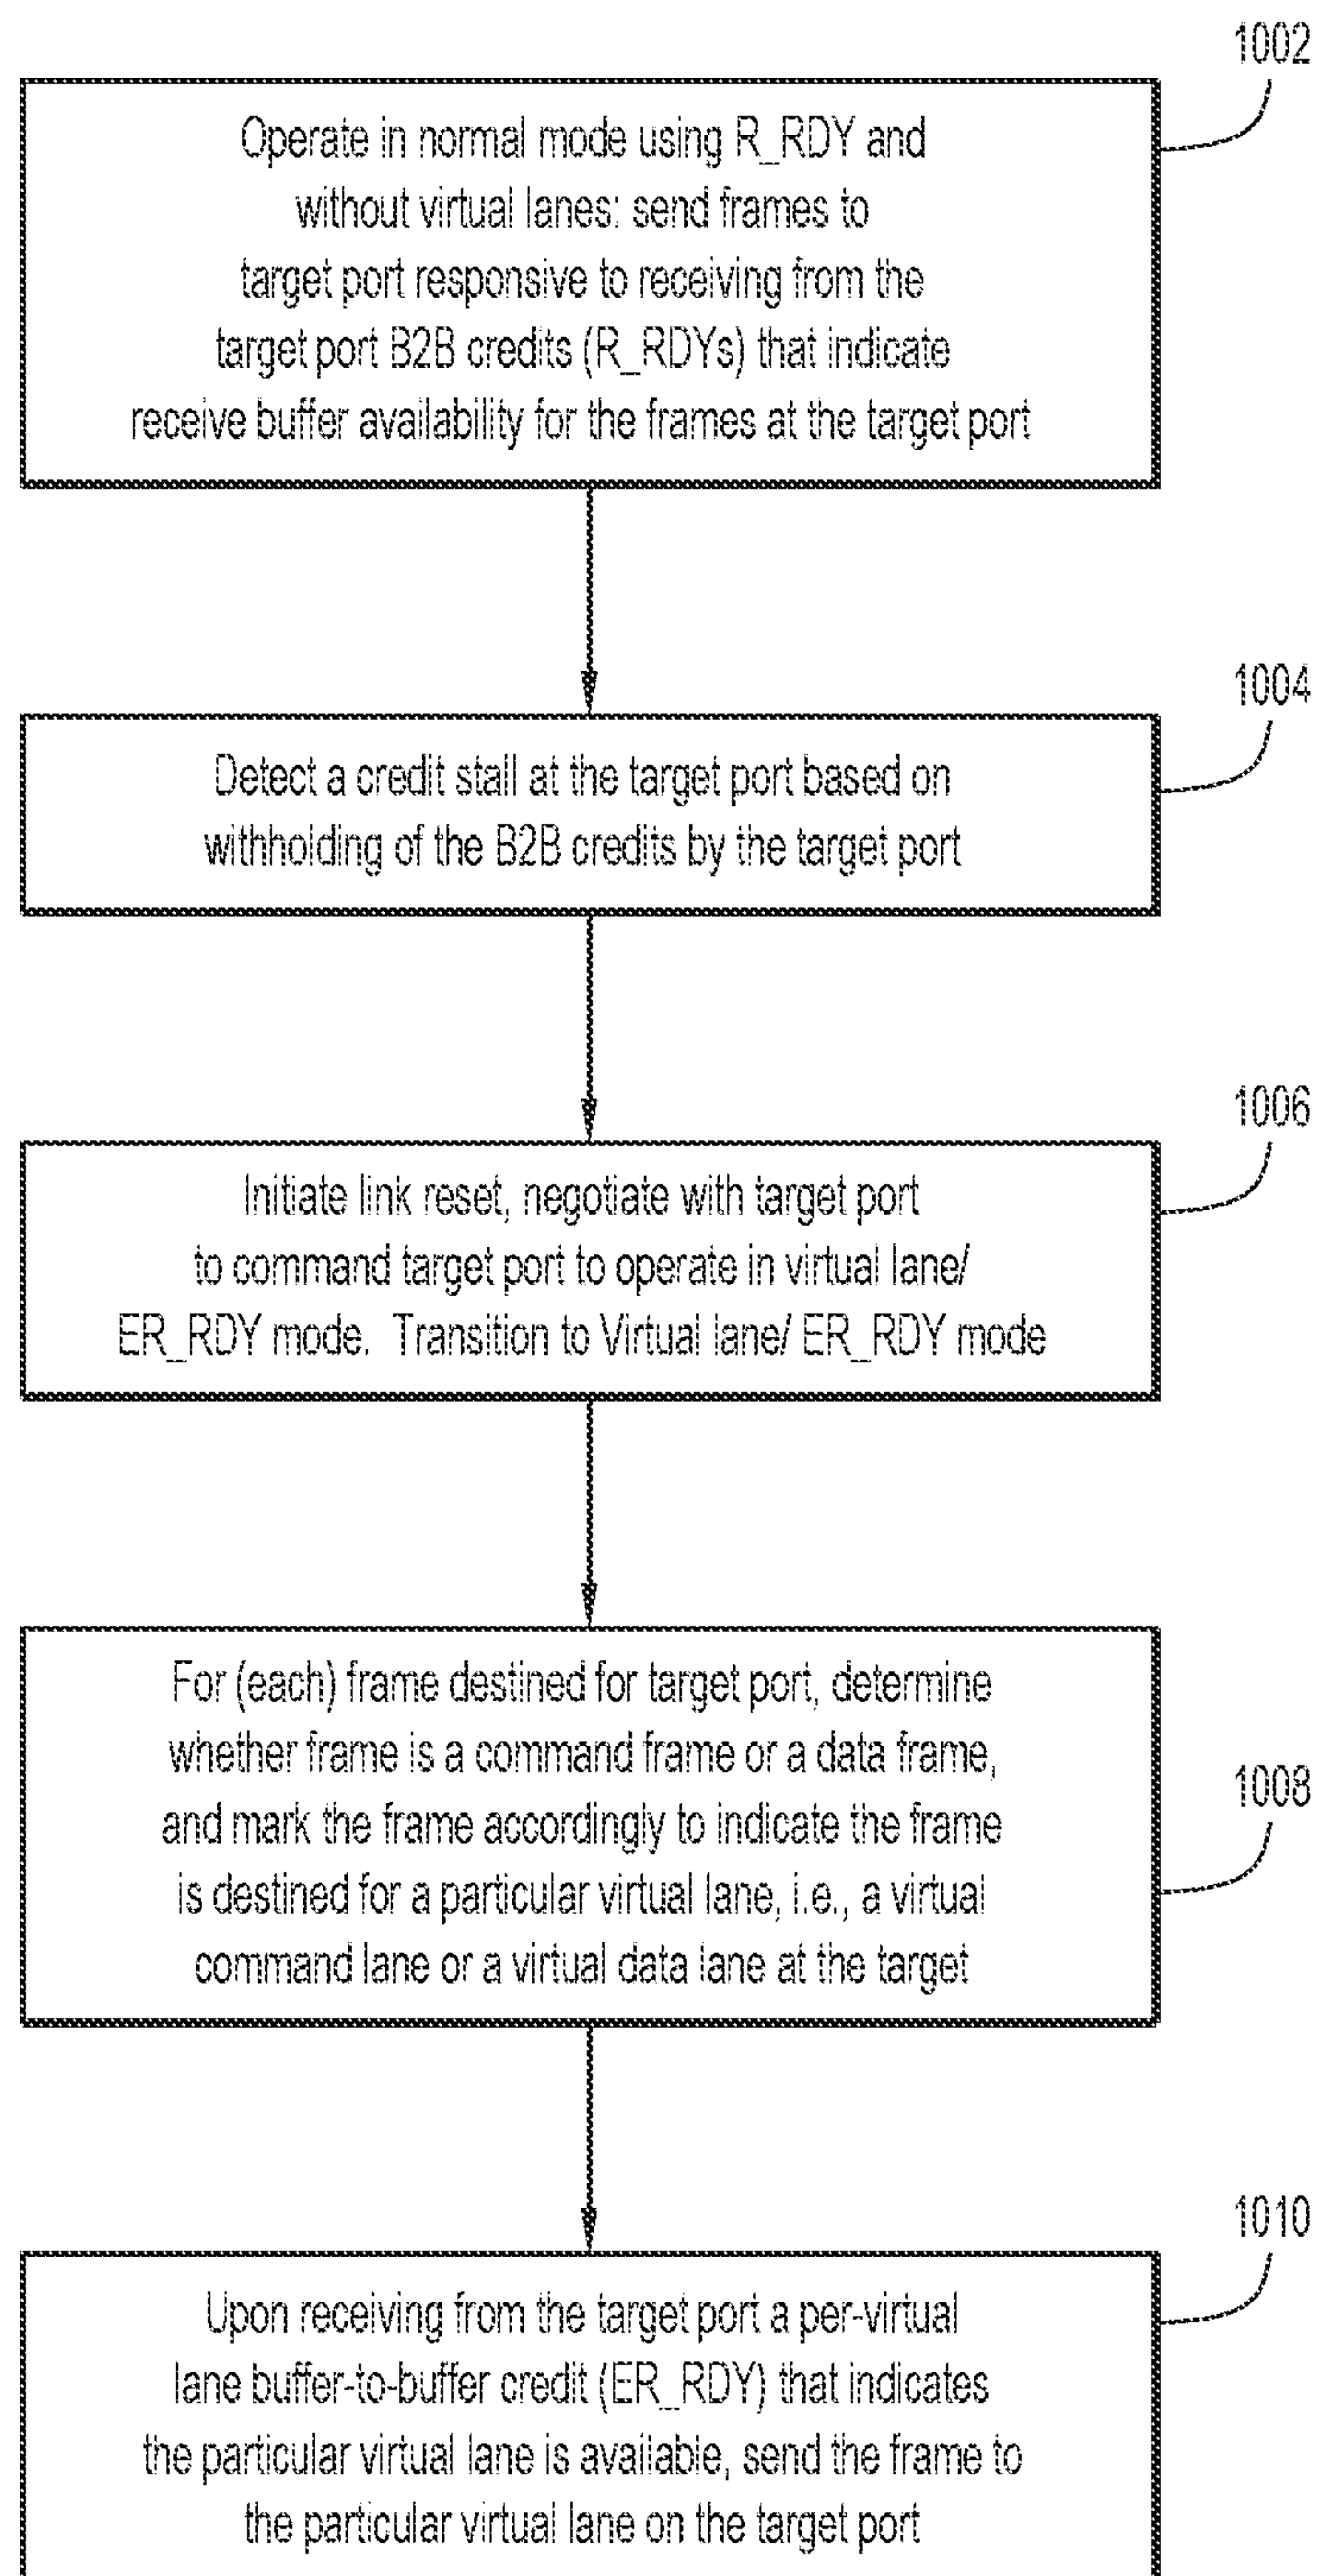 1002
Operate in normal mode using R_RDY and
without virtual lanes: send frames to
target port responsive to receiving from the
target port B2B credits (R_RDYs) that indicate
receive buffer availability for the frames at the target port
1004
Detect a credit stall at the target port based on
withholding of the B2B credits by the target port
1006
Initiate link reset, negotiate with target port
to command target port to operate in virtual lane/
ER_RDY mode. Transition to Virtual lane/ ER_RDY mode
For (each) frame destined for target port, determine
whether frame is a command frame or a data frame,
1008
and mark the frame accordingly to indicate the frame
is destined for a particular virtual lane, i.e., a virtual
command lane or a virtual data lane at the target
1010
Upon receiving from the target port a per-virtual
lane buffer-to-buffer credit (ER_RDY) that indicates
the particular virtual lane is available, send the frame to
the particular virtual lane on the target port